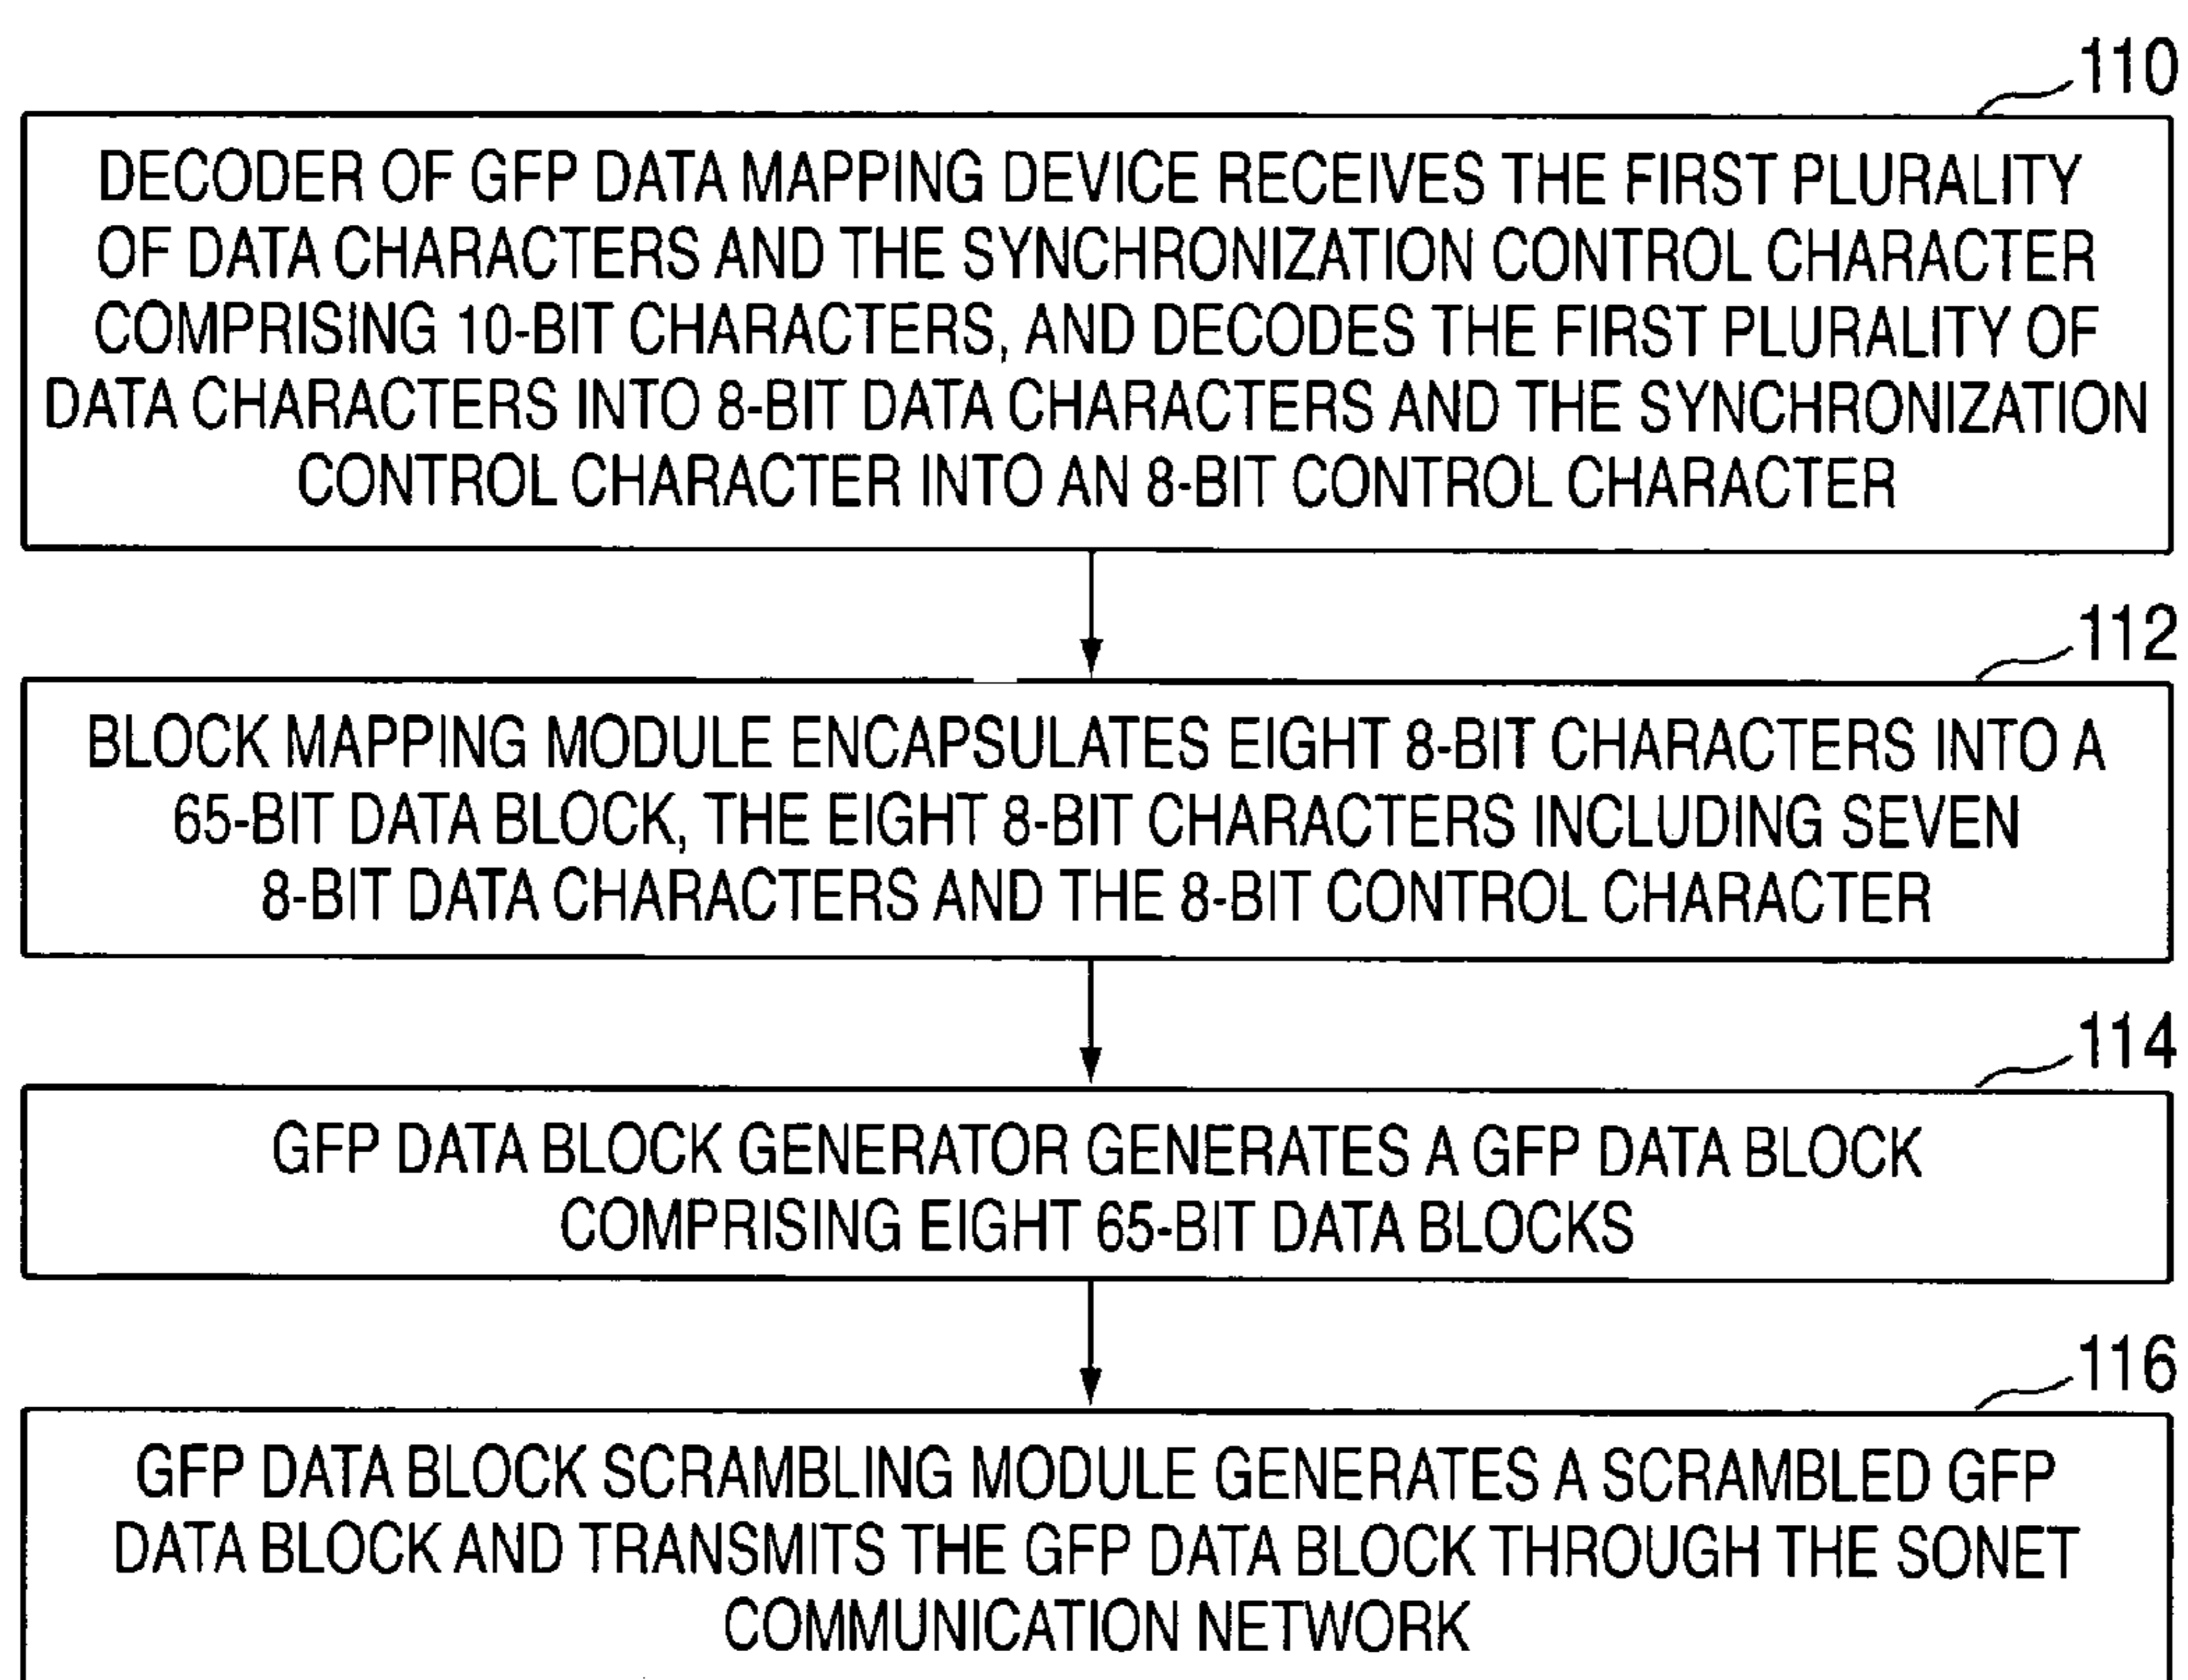 110
DECODER OF GFP DATA MAPPING DEVICE RECEIVES THE FIRST PLURALITY
OF DATA CHARACTERS AND THE SYNCHRONIZATION CONTROL CHARACTER
COMPRISING 10-BIT CHARACTERS, AND DECODES THE FIRST PLURALITY OF
DATA CHARACTERS INTO 8-BIT DATA CHARACTERS AND THE SYNCHRONIZATION
CONTROL CHARACTER INTO AN 8-BIT CONTROL CHARACTER
112
BLOCK MAPPING MODULE ENCAPSULATES EIGHT 8-BIT CHARACTERS INTO A
65-BIT DATA BLOCK, THE EIGHT 8-BIT CHARACTERS INCLUDING SEVEN
8-BIT DATA CHARACTERS AND THE 8-BIT CONTROL CHARACTER
114
GFP DATA BLOCK GENERATOR GENERATES A GFP DATA BLOCK
COMPRISING EIGHT 65-BIT DATA BLOCKS
116
GFP DATA BLOCK SCRAMBLING MODULE GENERATES A SCRAMBLED GFP
DATA BLOCK AND TRANSMITS THE GFP DATA BLOCK THROUGH THE SONET
COMMUNICATION NETWORK